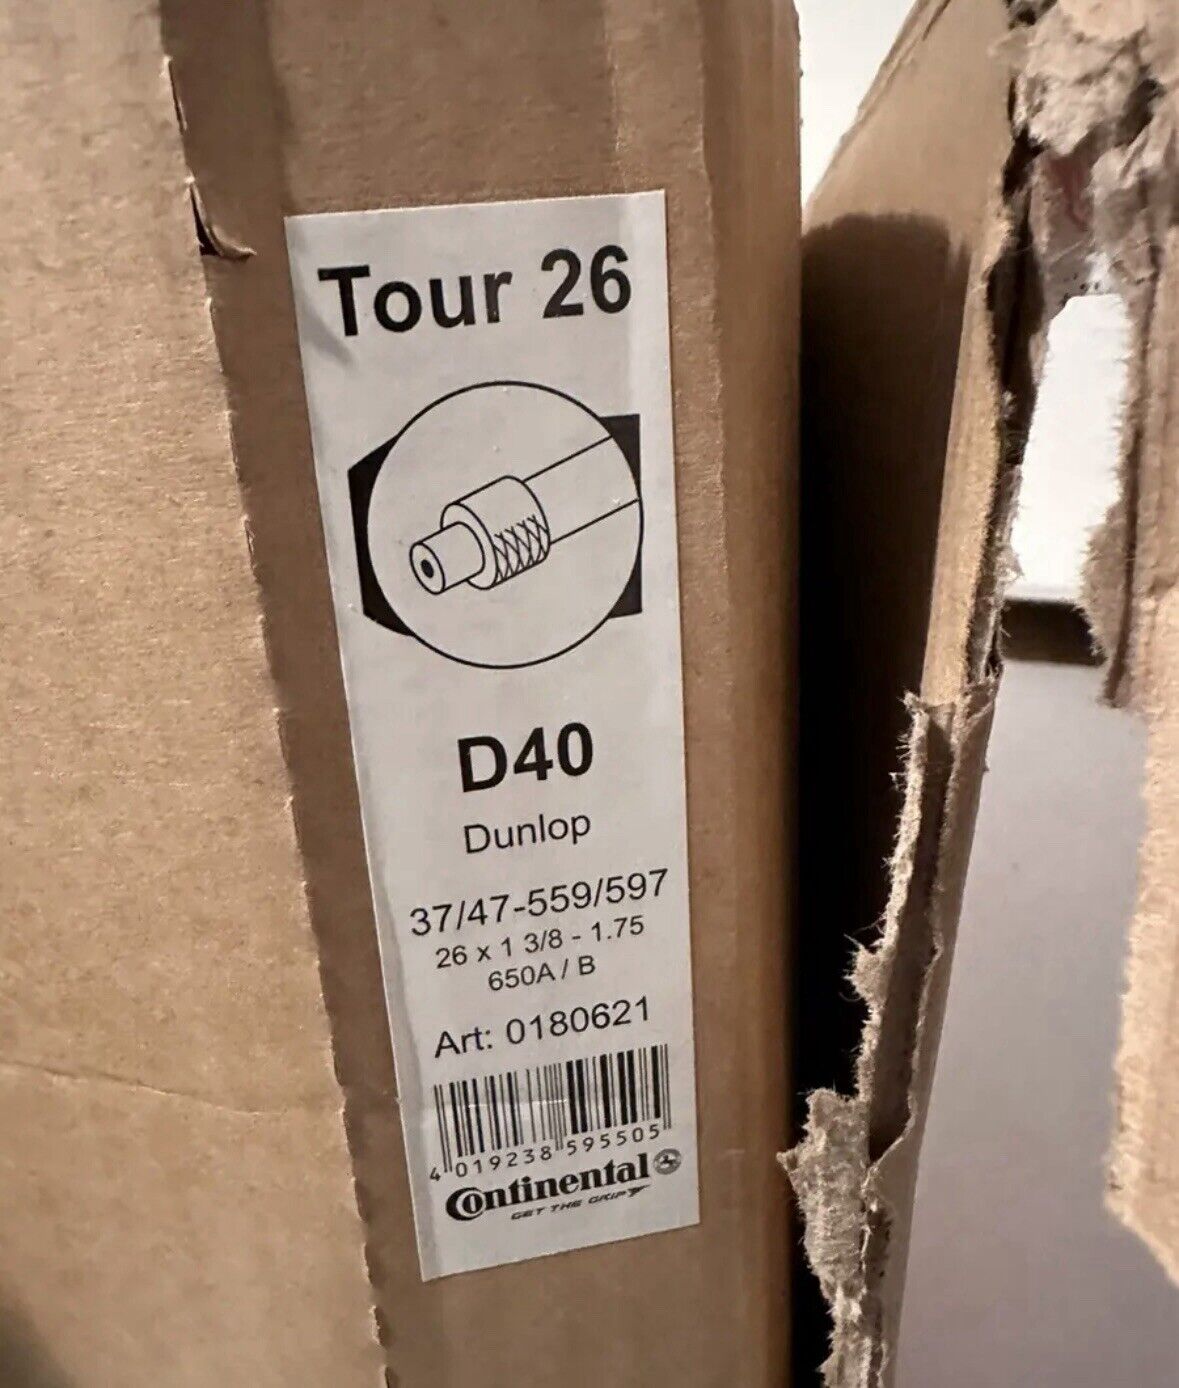 Tour 26
D40
Dunlop
37/47-559/597
26 x 1 3/8 - 1.75
650A / B
Art: 0180621
4 019238 595505
Continental
GET THE GRIP